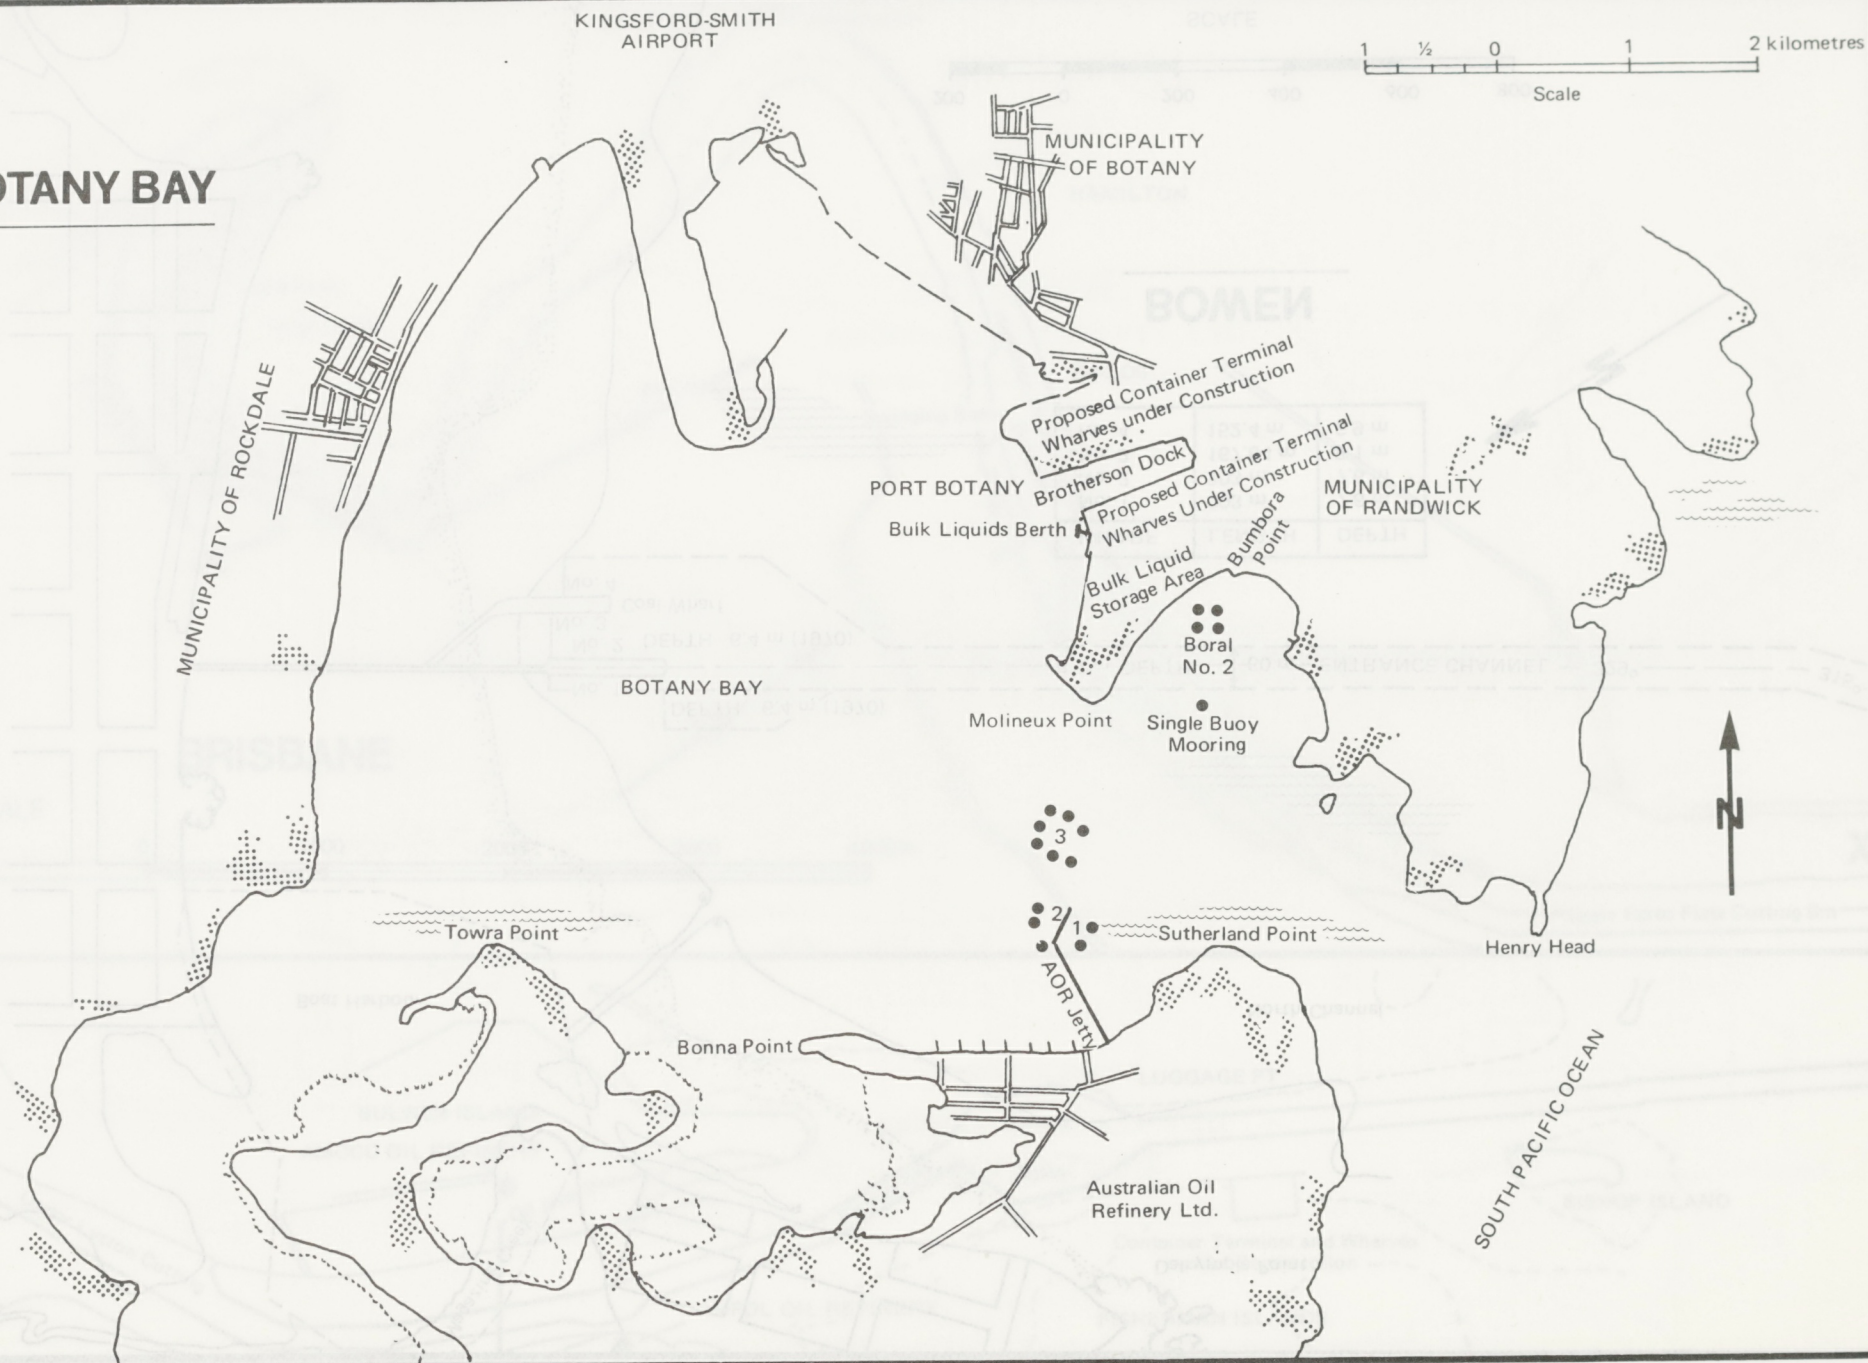 KINGSFORD-SMITH
AIRPORT
1 ½ 0 1 2 kilometres
Scale
OTANY BAY
MUNICIPALITY
OF BOTANY
MUNICIPALITY OF ROCKDALE
Proposed Container Terminal
Wharves under Construction
Brotherson Dock
PORT BOTANY
Proposed Container Terminal
Wharves Under Construction
Buik Liquids Berth
MUNICIPALITY
OF RANDWICK
Bumbora
Point
Bulk Liquid
Storage Area
Boral
No. 2
BOTANY BAY
Molineux Point
Single Buoy
Mooring
N
3
2
1
Towra Point
Sutherland Point
Henry Head
AOR Jetty
Bonna Point
Australian Oil
Refinery Ltd.
SOUTH PACIFIC OCEAN
BOWEN
BRISBANE